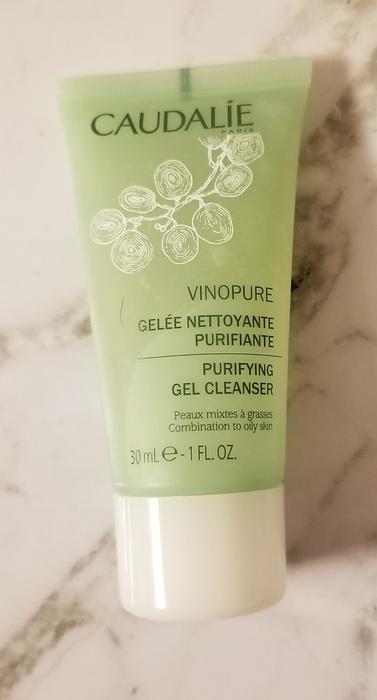 CAUDALÍE
PARIS
VINOPURE
GELÉE NETTOYANTE
PURIFIANTE
PURIFYING
GEL CLEANSER
Peaux mixtes à grasses
Combination to oily skin
30 mL ℮ - 1 FL. OZ.